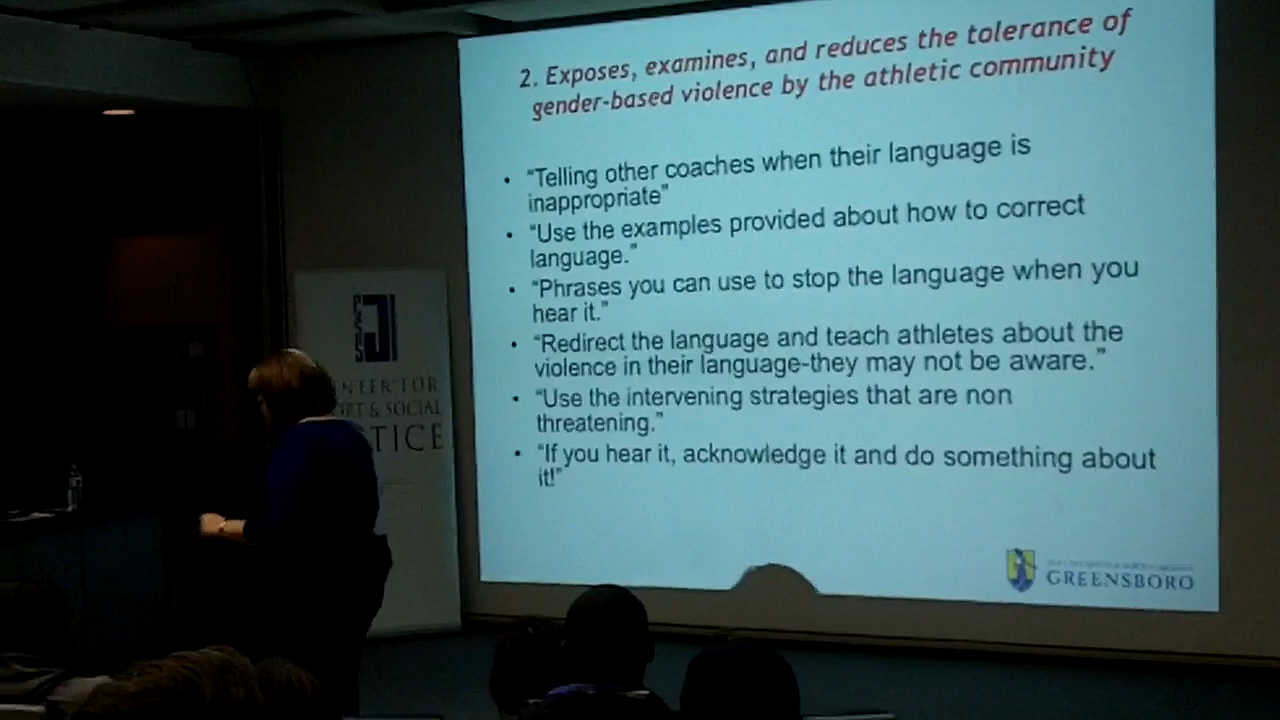 2. Exposes, examines, and reduces the tolerance of
gender-based violence by the athletic community
• “Telling other coaches when their language is
inappropriate”
• “Use the examples provided about how to correct
language.”
• “Phrases you can use to stop the language when you
hear it.”
• “Redirect the language and teach athletes about the
violence in their language-they may not be aware.”
• “Use the intervening strategies that are non
threatening.”
• “If you hear it, acknowledge it and do something about
it!”
GREENSBORO
ENTER FOR
RT & SOCIAL
TICE